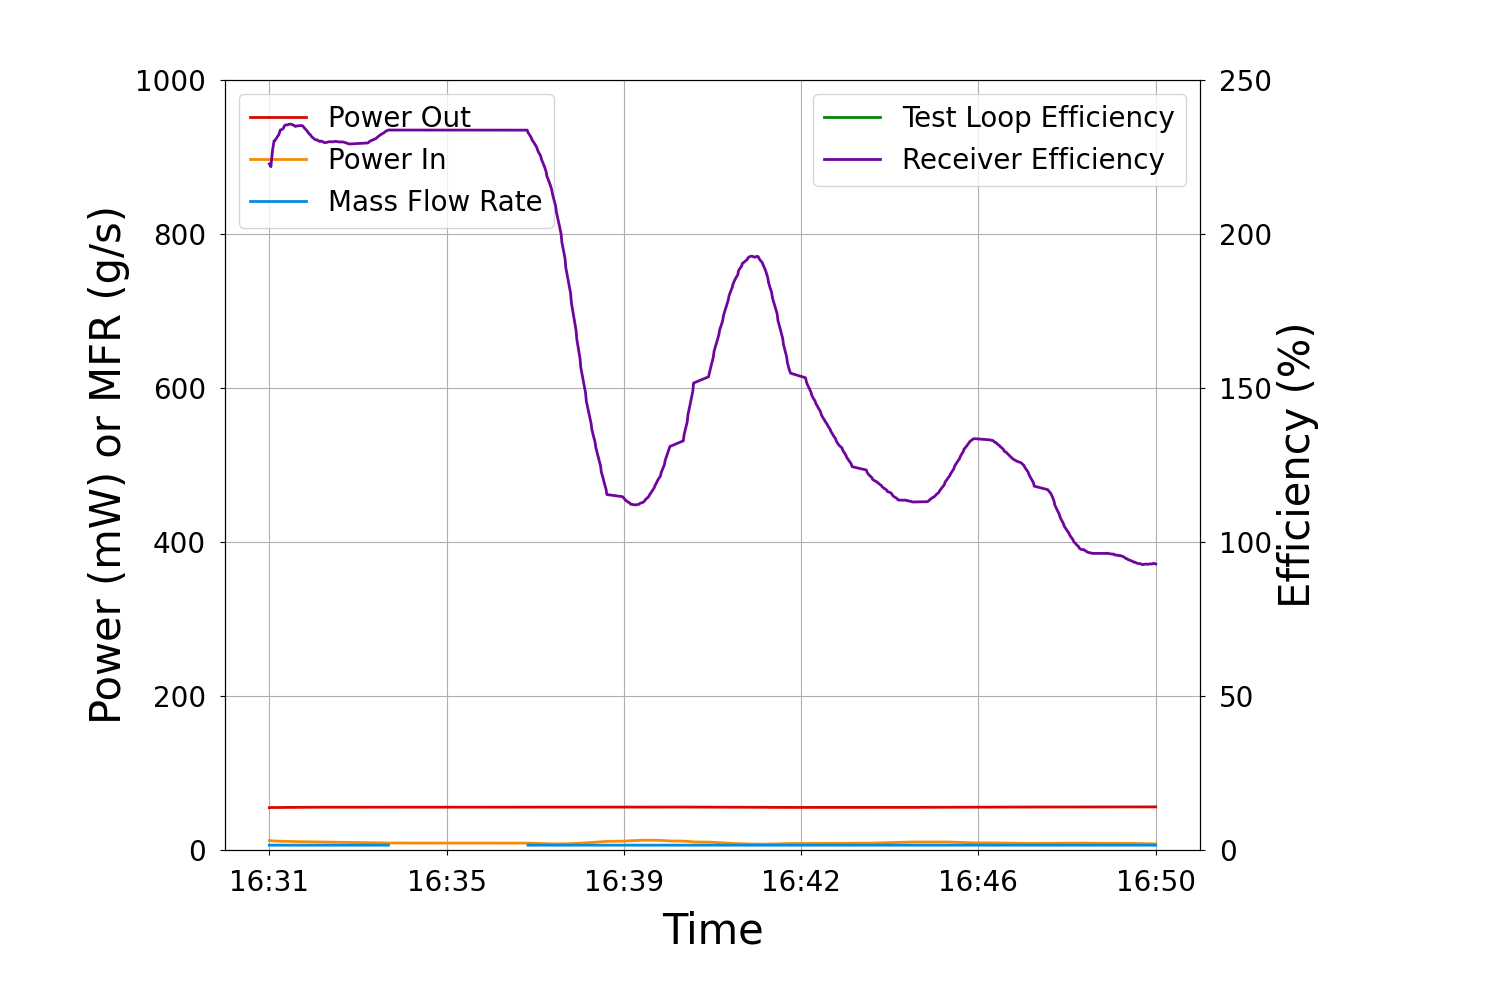 1000
800
600
400
200
0
Power (mW) or MFR (g/s)
Power Out
Power In
Mass Flow Rate
Test Loop Efficiency
Receiver Efficiency
250
200
150
100
50
0
Efficiency (%)
16:31 16:35 16:39 16:42 16:46 16:50
Time